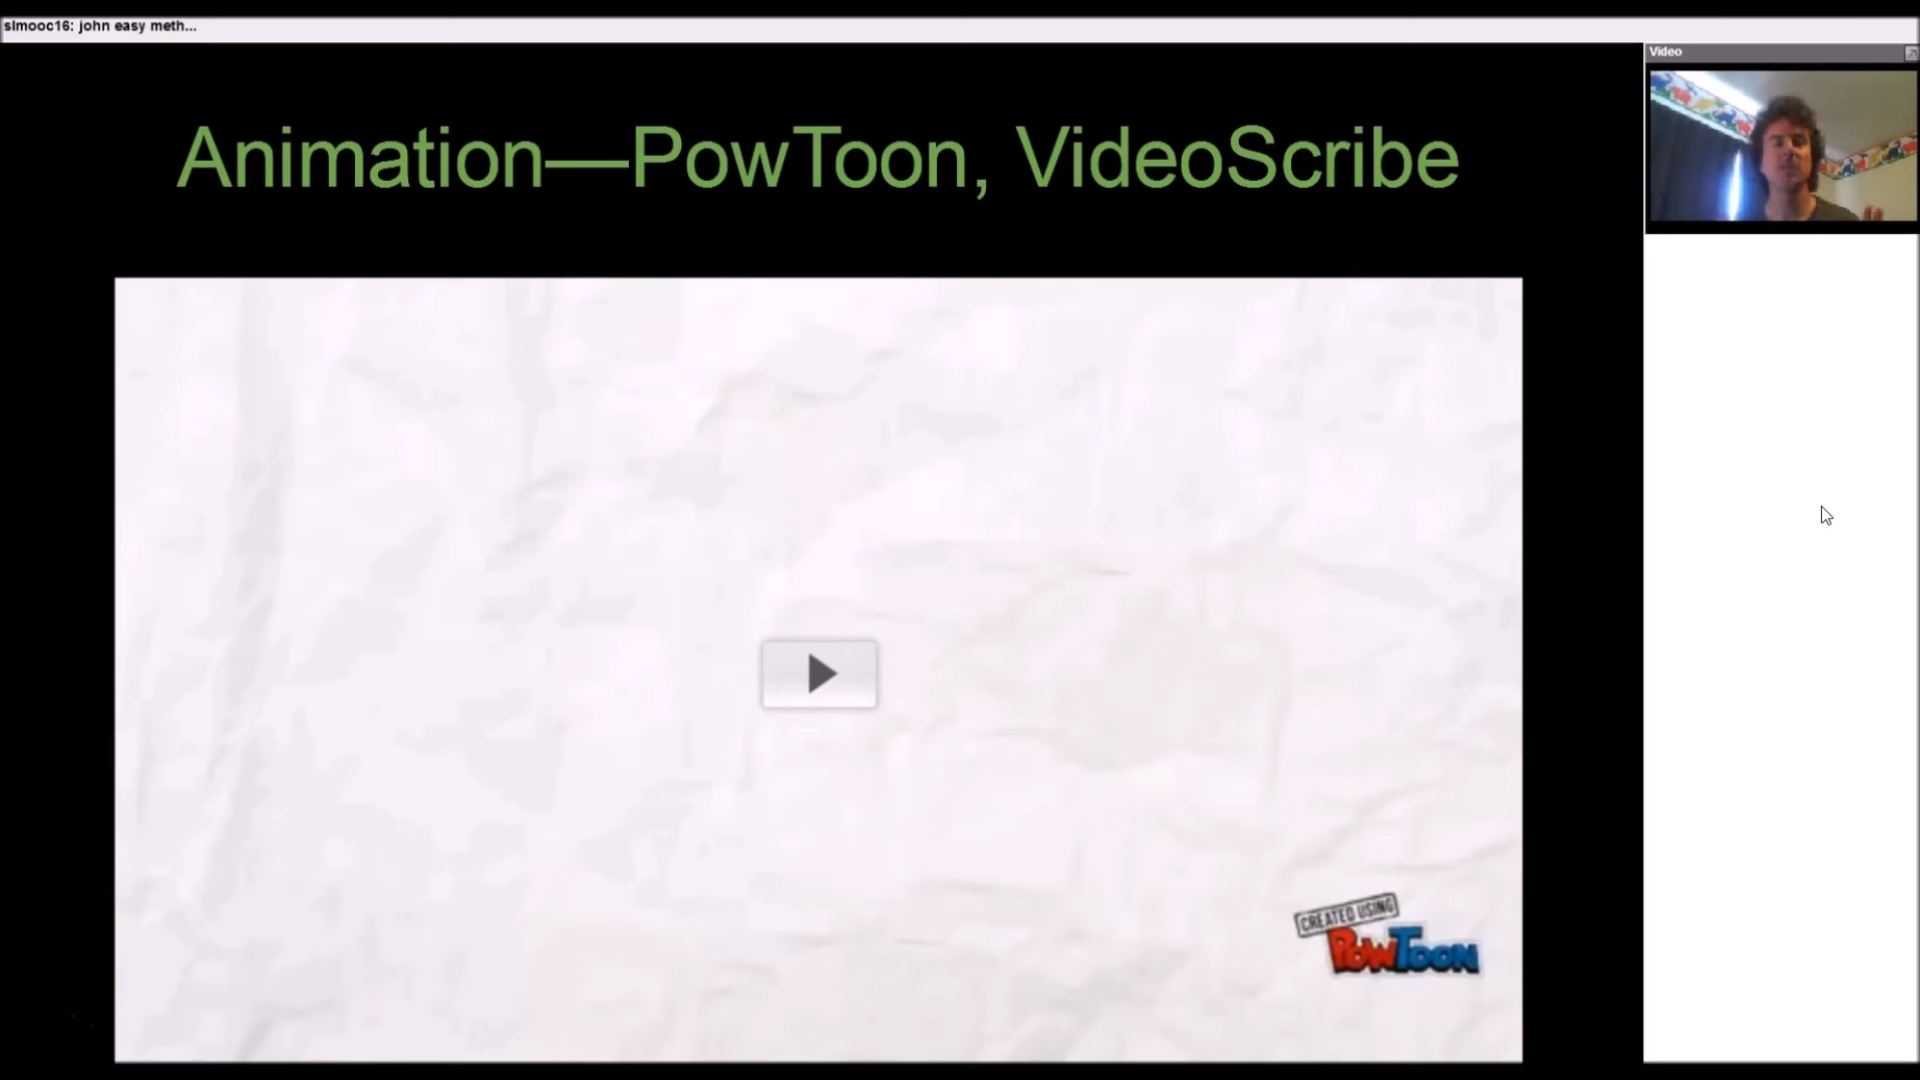 slmooc16: john easy meth...
Video
Animation—PowToon, VideoScribe
CREATED USING
POWTOON